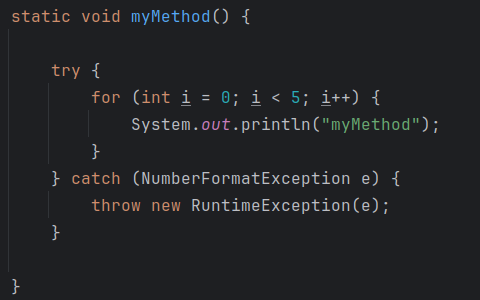 static void myMethod() {
try {
for (int i = 0; i < 5; i++) {
System.out.println("myMethod");
}
} catch (NumberFormatException e) {
throw new RuntimeException(e);
}
}